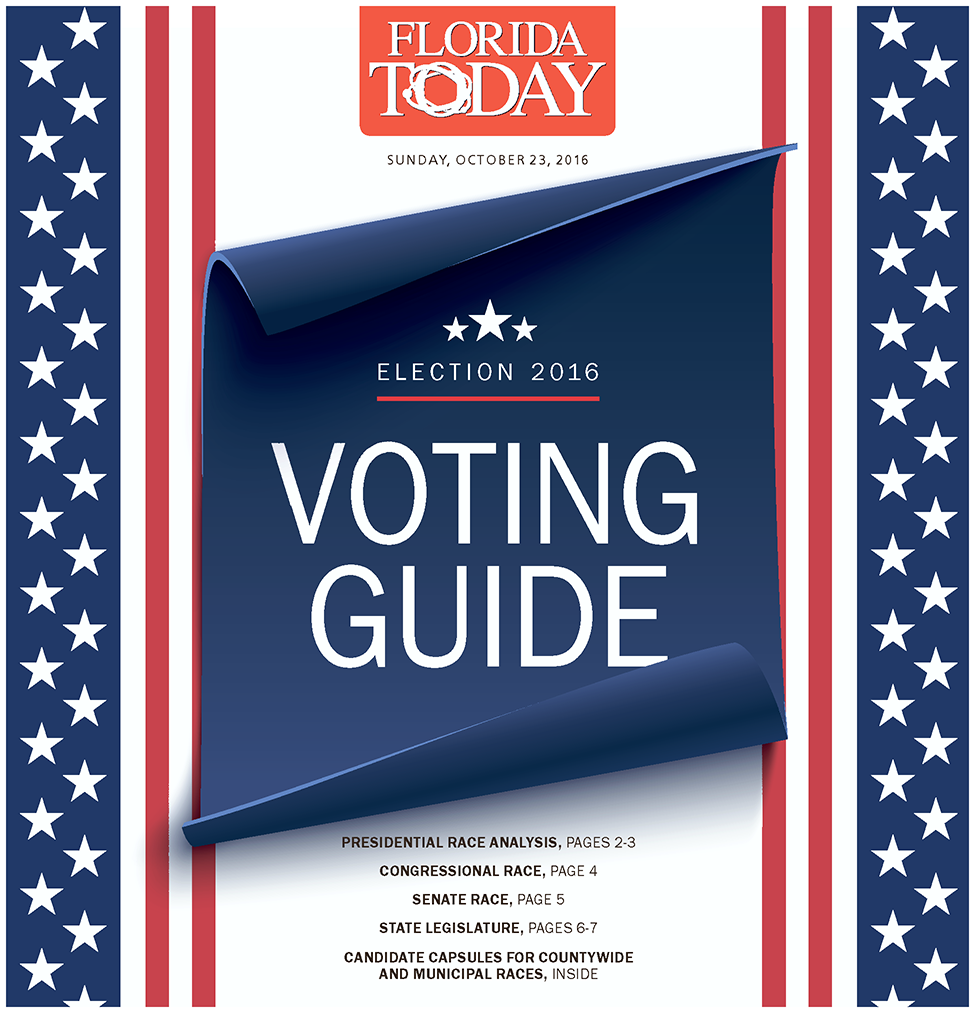 FLORIDA
TODAY
SUNDAY, OCTOBER 23, 2016
ELECTION 2016
VOTING
GUIDE
PRESIDENTIAL RACE ANALYSIS, PAGES 2-3
CONGRESSIONAL RACE, PAGE 4
SENATE RACE, PAGE 5
STATE LEGISLATURE, PAGES 6-7
CANDIDATE CAPSULES FOR COUNTYWIDE
AND MUNICIPAL RACES, INSIDE